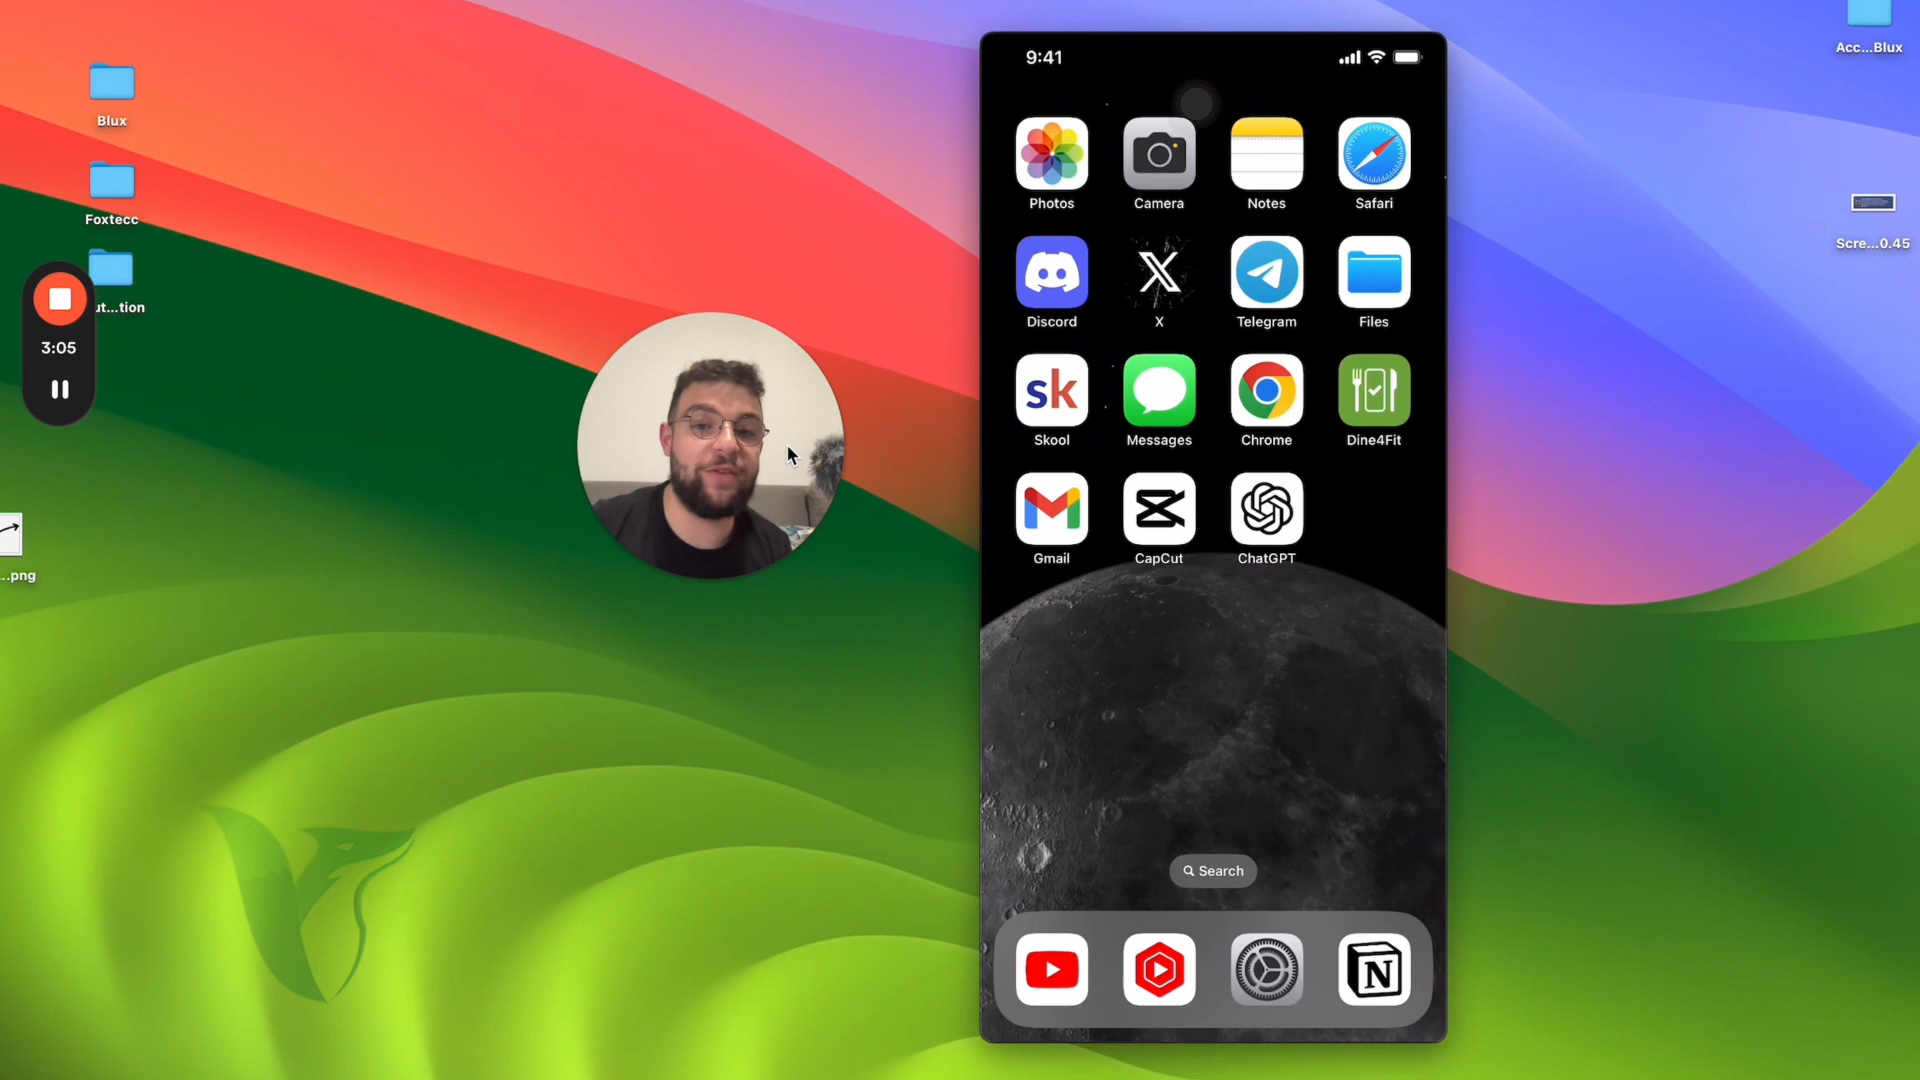 Acc...Blux
9:41
Blux
Photos
Camera
Notes
Safari
Foxtecc
Scre...0.45
ut...tion
Discord
X
Telegram
Files
3:05
sk
Skool
Messages
Chrome
Dine4Fit
Gmail
CapCut
ChatGPT
...png
Search
N